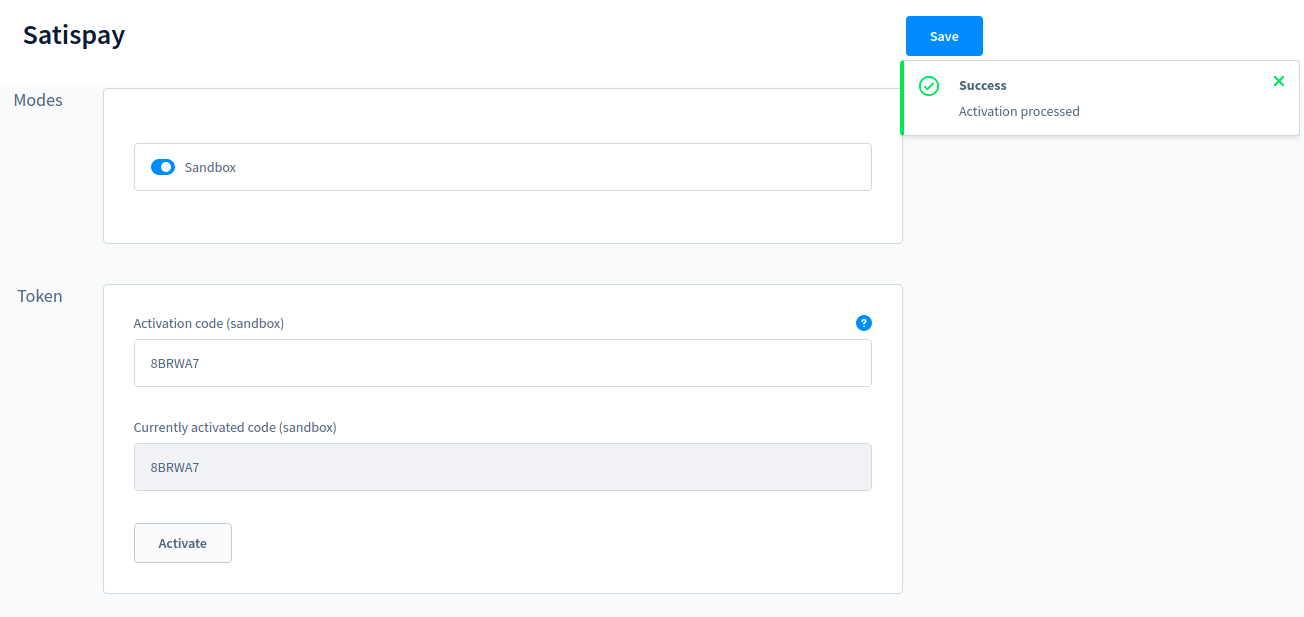 Satispay
Save
Success
Activation processed
Modes
Sandbox
Token
Activation code (sandbox)
?
8BRWA7
Currently activated code (sandbox)
8BRWA7
Activate